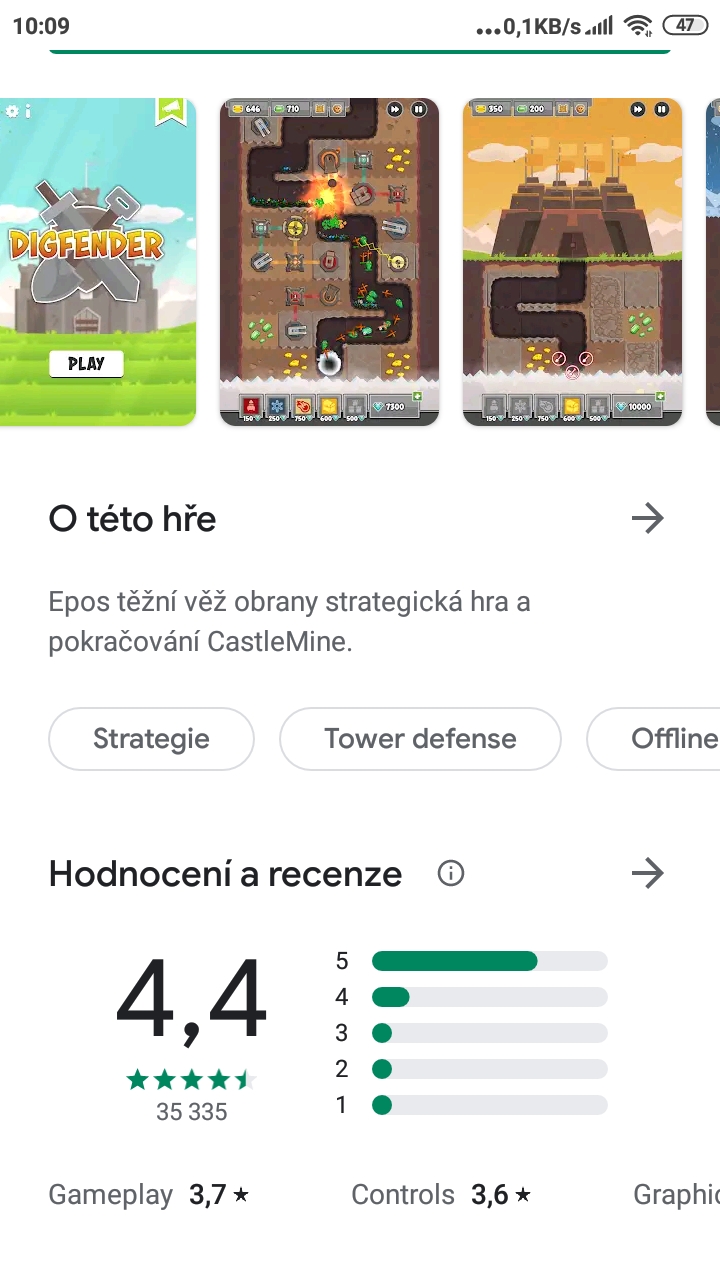 10:09
...0,1KB/s
47
DIGFENDER
PLAY
646
710
150
250
750
600
500
7300
350
200
150
250
750
600
500
10000
O této hře
Epos těžní věž obrany strategická hra a
pokračování CastleMine.
Strategie
Tower defense
Offline
Hodnocení a recenze
4,4
35 335
5
4
3
2
1
Gameplay 3,7 ★
Controls 3,6 ★
Graphic